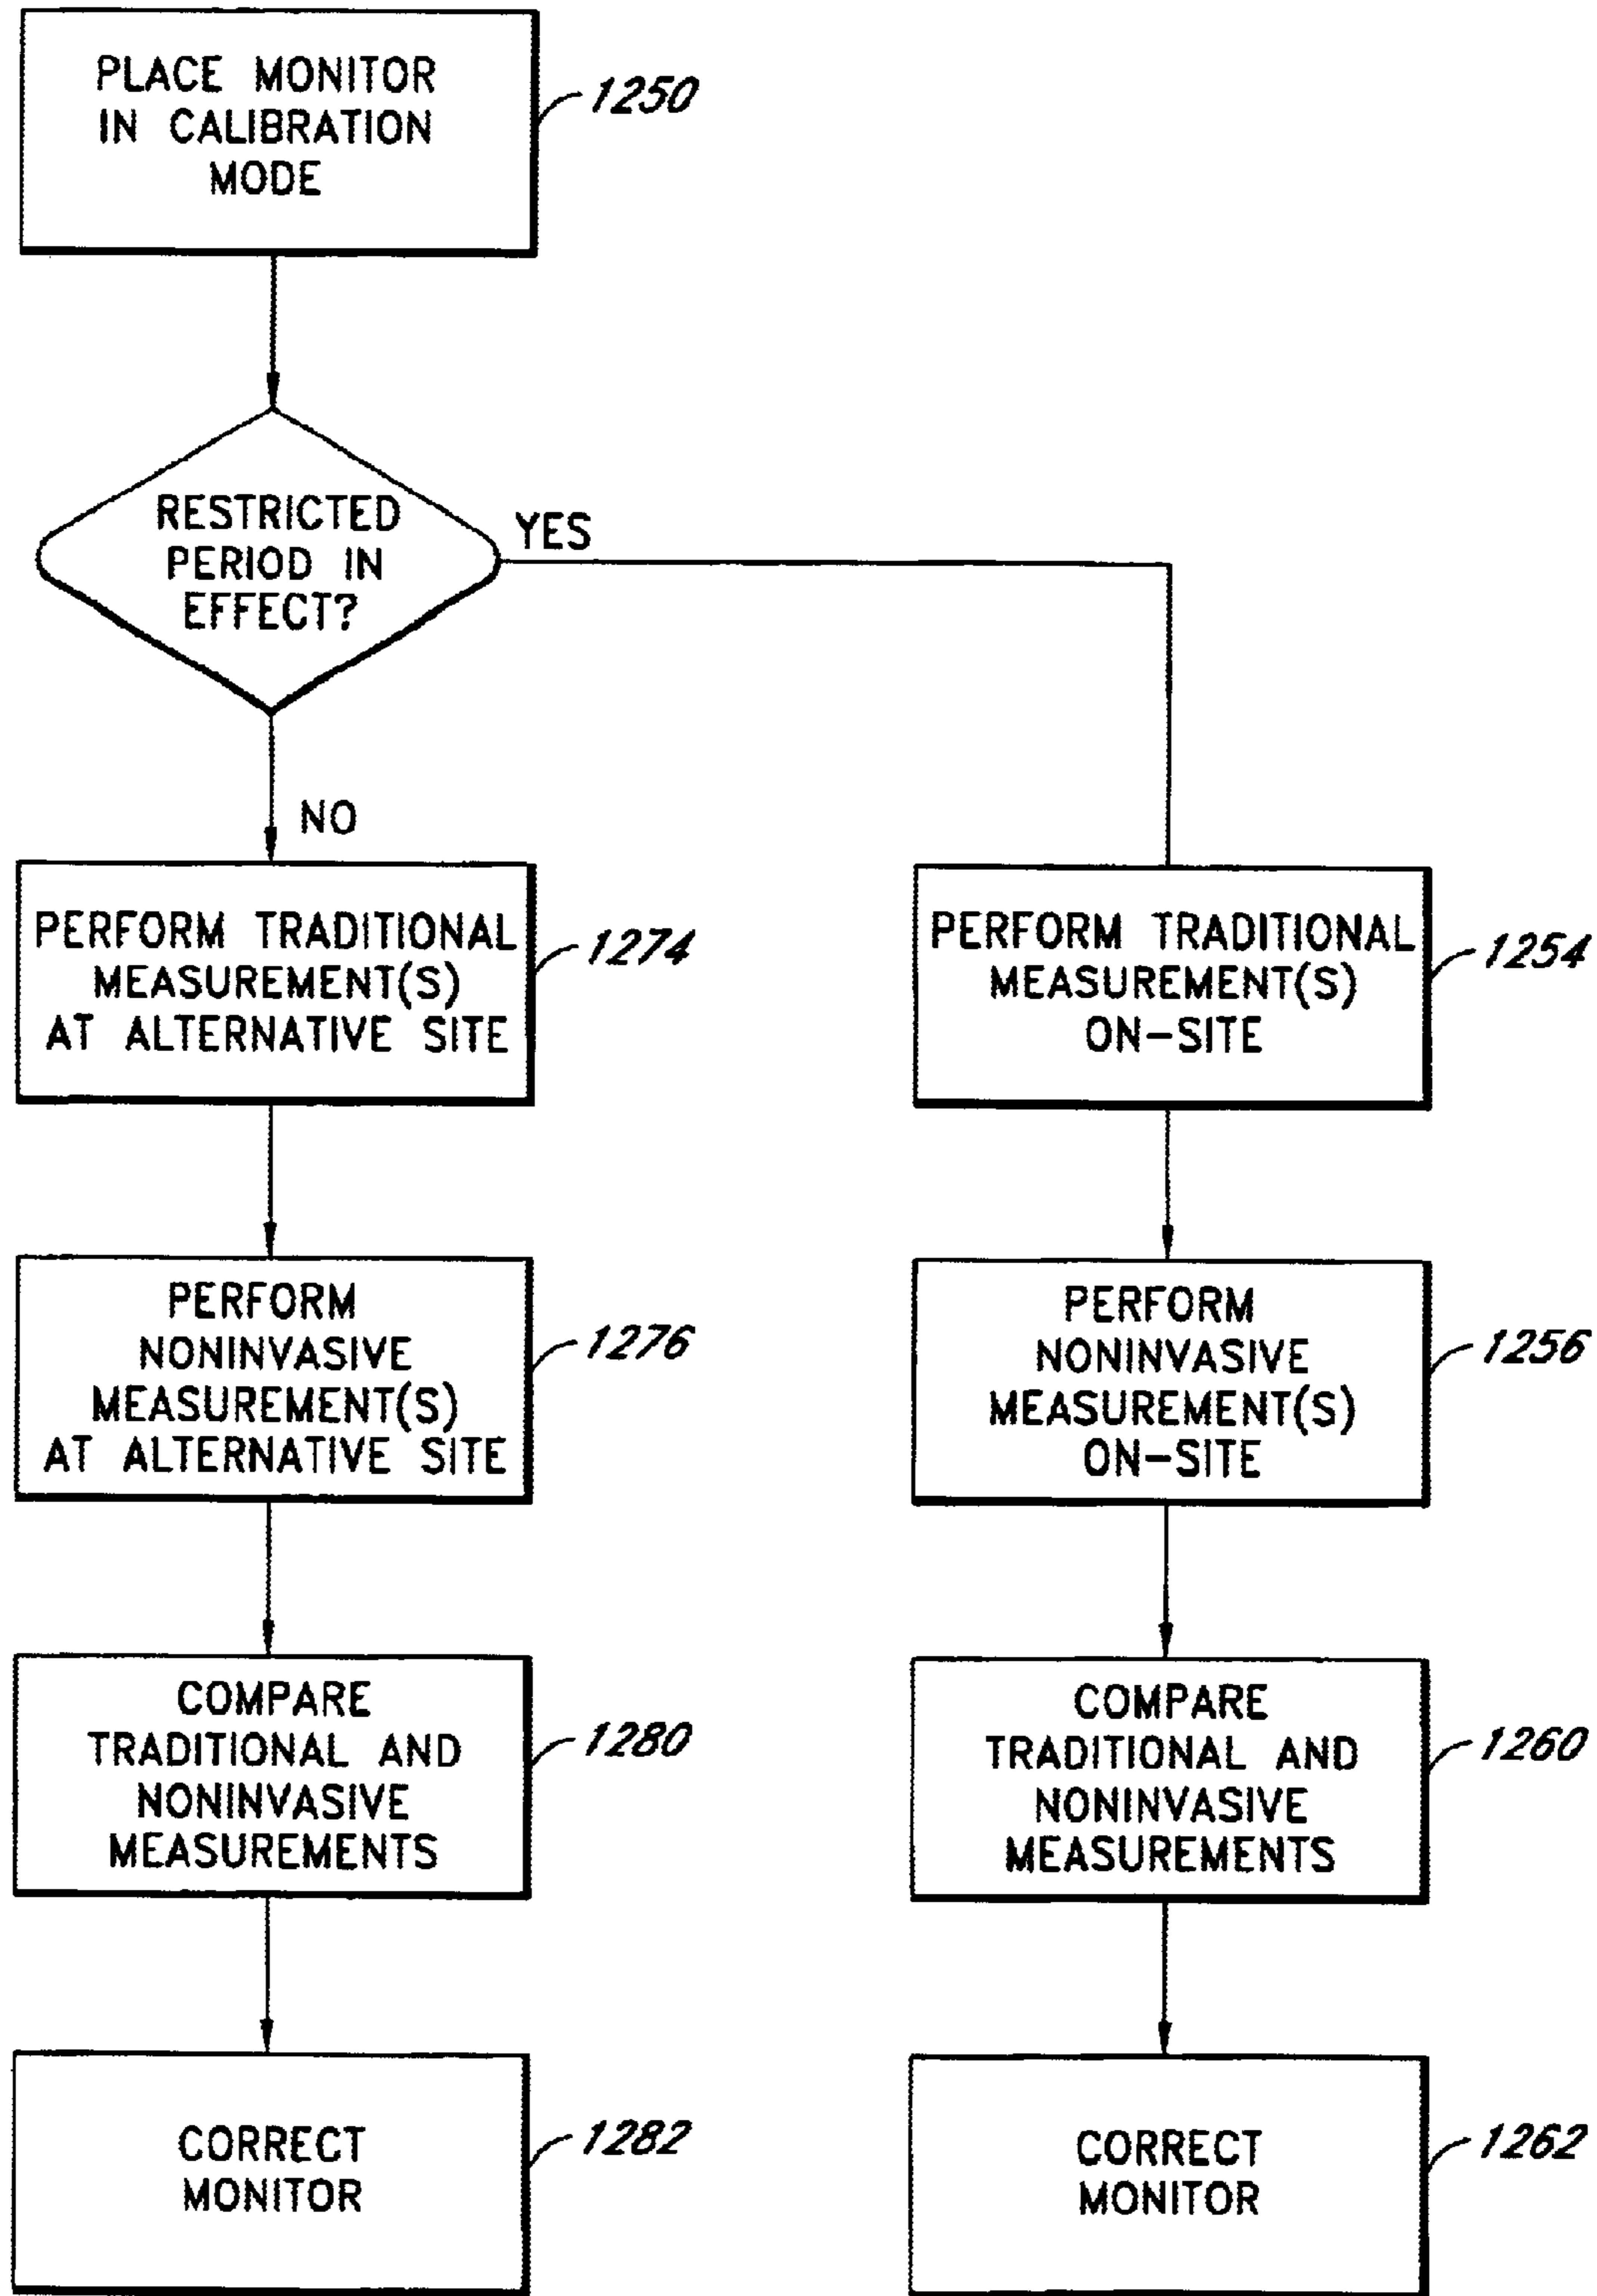 PLACE MONITOR
IN CALIBRATION
MODE
1250
RESTRICTED
PERIOD IN
EFFECT?
YES
NO
PERFORM TRADITIONAL
MEASUREMENT(S)
AT ALTERNATIVE SITE
1274
PERFORM
NONINVASIVE
MEASUREMENT(S)
AT ALTERNATIVE SITE
1276
COMPARE
TRADITIONAL AND
NONINVASIVE
MEASUREMENTS
1280
CORRECT
MONITOR
1282
PERFORM TRADITIONAL
MEASUREMENT(S)
ON-SITE
1254
PERFORM
NONINVASIVE
MEASUREMENT(S)
ON-SITE
1256
COMPARE
TRADITIONAL AND
NONINVASIVE
MEASUREMENTS
1260
CORRECT
MONITOR
1262